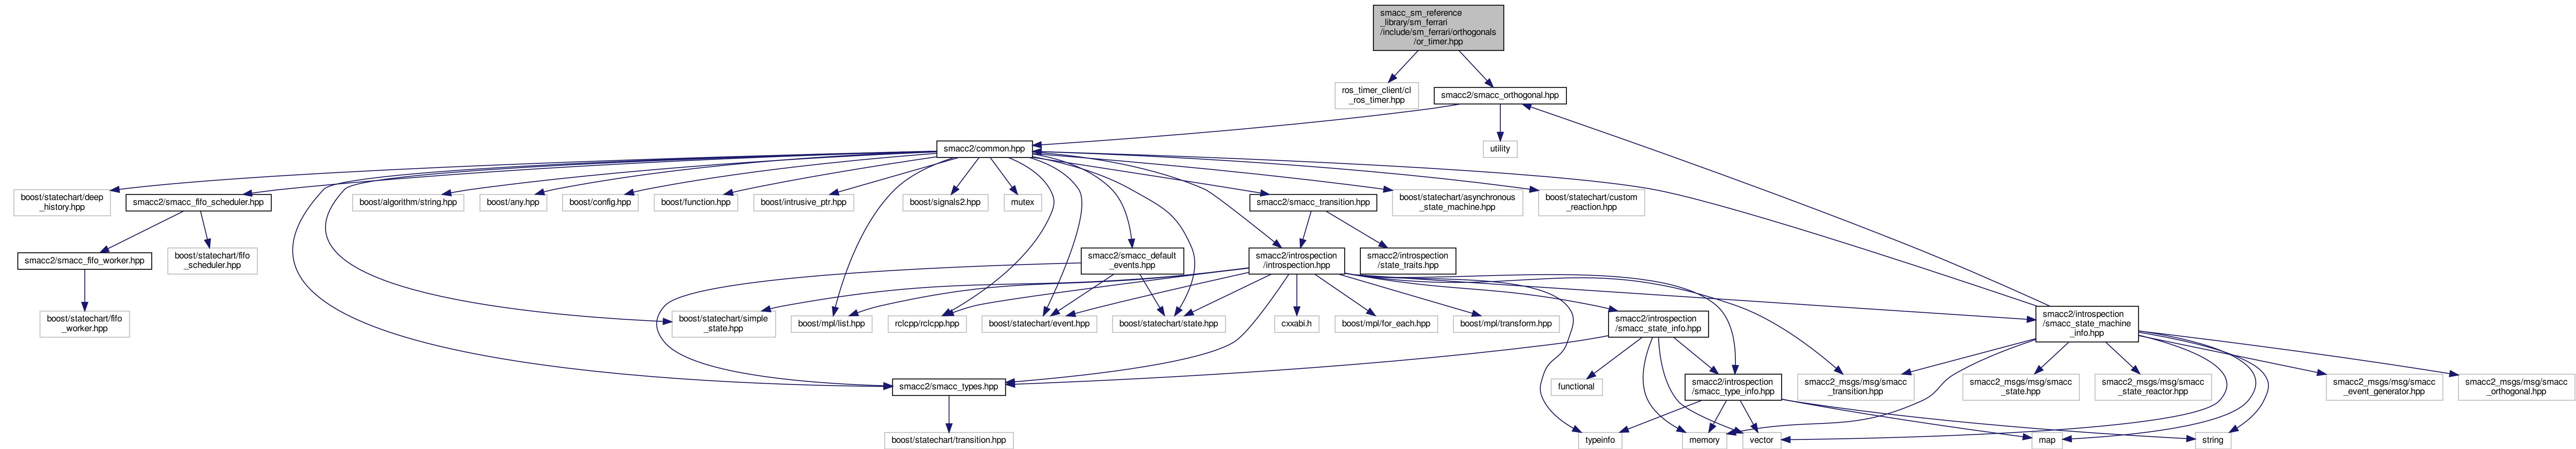 smacc_sm_reference
_library/sm_ferrari
/include/sm_ferrari/orthogonals
/or_timer.hpp
ros_timer_client/cl
_ros_timer.hpp
smacc2/smacc_orthogonal.hpp
smacc2/common.hpp
utility
boost/statechart/deep
_history.hpp
smacc2/smacc_fifo_scheduler.hpp
boost/algorithm/string.hpp
boost/any.hpp
boost/config.hpp
boost/function.hpp
boost/intrusive_ptr.hpp
boost/signals2.hpp
mutex
smacc2/smacc_transition.hpp
boost/statechart/asynchronous
_state_machine.hpp
boost/statechart/custom
_reaction.hpp
smacc2/smacc_fifo_worker.hpp
boost/statechart/fifo
_scheduler.hpp
smacc2/smacc_default
_events.hpp
smacc2/introspection
/introspection.hpp
smacc2/introspection
/state_traits.hpp
boost/statechart/fifo
_worker.hpp
boost/statechart/simple
_state.hpp
boost/mpl/list.hpp
rclcpp/rclcpp.hpp
boost/statechart/event.hpp
boost/statechart/state.hpp
cxxabi.h
boost/mpl/for_each.hpp
boost/mpl/transform.hpp
smacc2/introspection
/smacc_state_info.hpp
smacc2/introspection
/smacc_state_machine
_info.hpp
smacc2/smacc_types.hpp
functional
smacc2/introspection
/smacc_type_info.hpp
smacc2_msgs/msg/smacc
_transition.hpp
smacc2_msgs/msg/smacc
_state.hpp
smacc2_msgs/msg/smacc
_state_reactor.hpp
smacc2_msgs/msg/smacc
_event_generator.hpp
smacc2_msgs/msg/smacc
_orthogonal.hpp
boost/statechart/transition.hpp
typeinfo
memory
vector
map
string